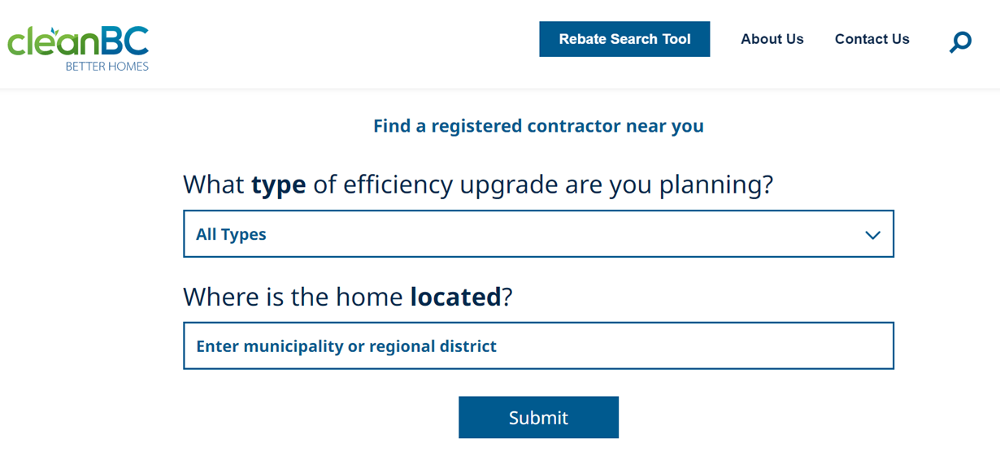 cleanBC
BETTER HOMES
Rebate Search Tool
About Us
Contact Us
Find a registered contractor near you
What type of efficiency upgrade are you planning?
All Types
Where is the home located?
Enter municipality or regional district
Submit